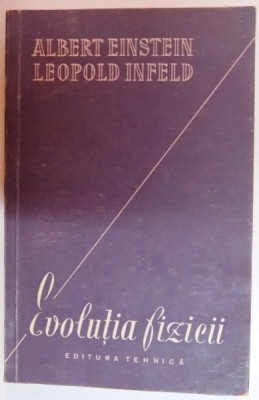 ALBERT EINSTEIN
LEOPOLD INFELD
Evoluția fizicii
EDITURA TEHNICĂ